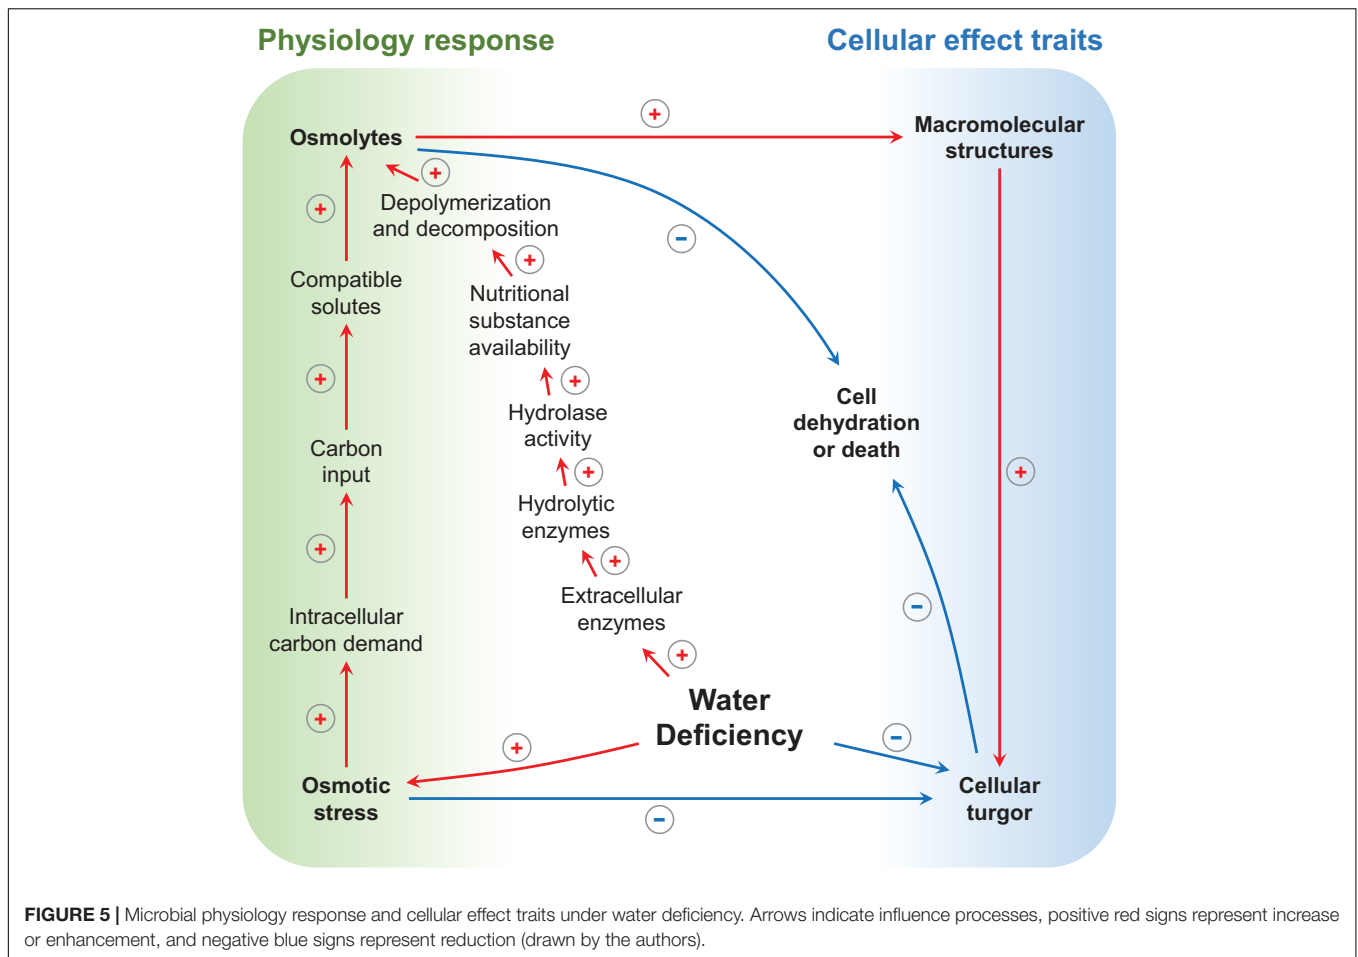 Physiology response
Cellular effect traits
Osmolytes
+
Macromolecular
structures
+
Depolymerization
and decomposition
+
−
+
Compatible
solutes
Nutritional
substance
availability
+
+
Hydrolase
activity
Cell
dehydration
or death
Carbon
input
+
+
Hydrolytic
enzymes
+
+
Extracellular
enzymes
−
Intracellular
carbon demand
+
Water
Deficiency
+
+
−
Osmotic
stress
−
Cellular
turgor
FIGURE 5 | Microbial physiology response and cellular effect traits under water deficiency. Arrows indicate influence processes, positive red signs represent increase
or enhancement, and negative blue signs represent reduction (drawn by the authors).